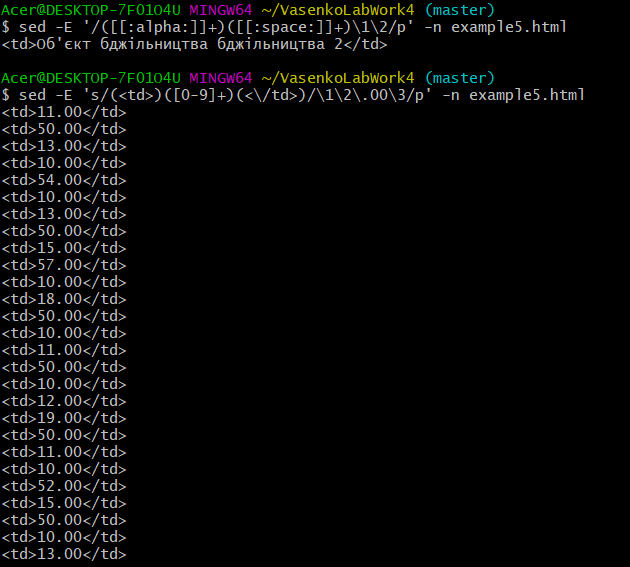 Acer@DESKTOP-7F0104U MINGW64 ~/VasenkoLabWork4 (master)
$ sed -E '/([[:alpha:]]+)([[:space:]]+)\1\2/p' -n example5.html
<td>Об'єкт бджільництва бджільництва 2</td>

Acer@DESKTOP-7F0104U MINGW64 ~/VasenkoLabWork4 (master)
$ sed -E 's/(<td>)([0-9]+)(<\/td>)/\1\2\.00\3/p' -n example5.html
<td>11.00</td>
<td>50.00</td>
<td>13.00</td>
<td>10.00</td>
<td>54.00</td>
<td>10.00</td>
<td>13.00</td>
<td>50.00</td>
<td>15.00</td>
<td>57.00</td>
<td>10.00</td>
<td>18.00</td>
<td>50.00</td>
<td>10.00</td>
<td>11.00</td>
<td>50.00</td>
<td>10.00</td>
<td>12.00</td>
<td>19.00</td>
<td>50.00</td>
<td>11.00</td>
<td>10.00</td>
<td>52.00</td>
<td>15.00</td>
<td>50.00</td>
<td>10.00</td>
<td>13.00</td>